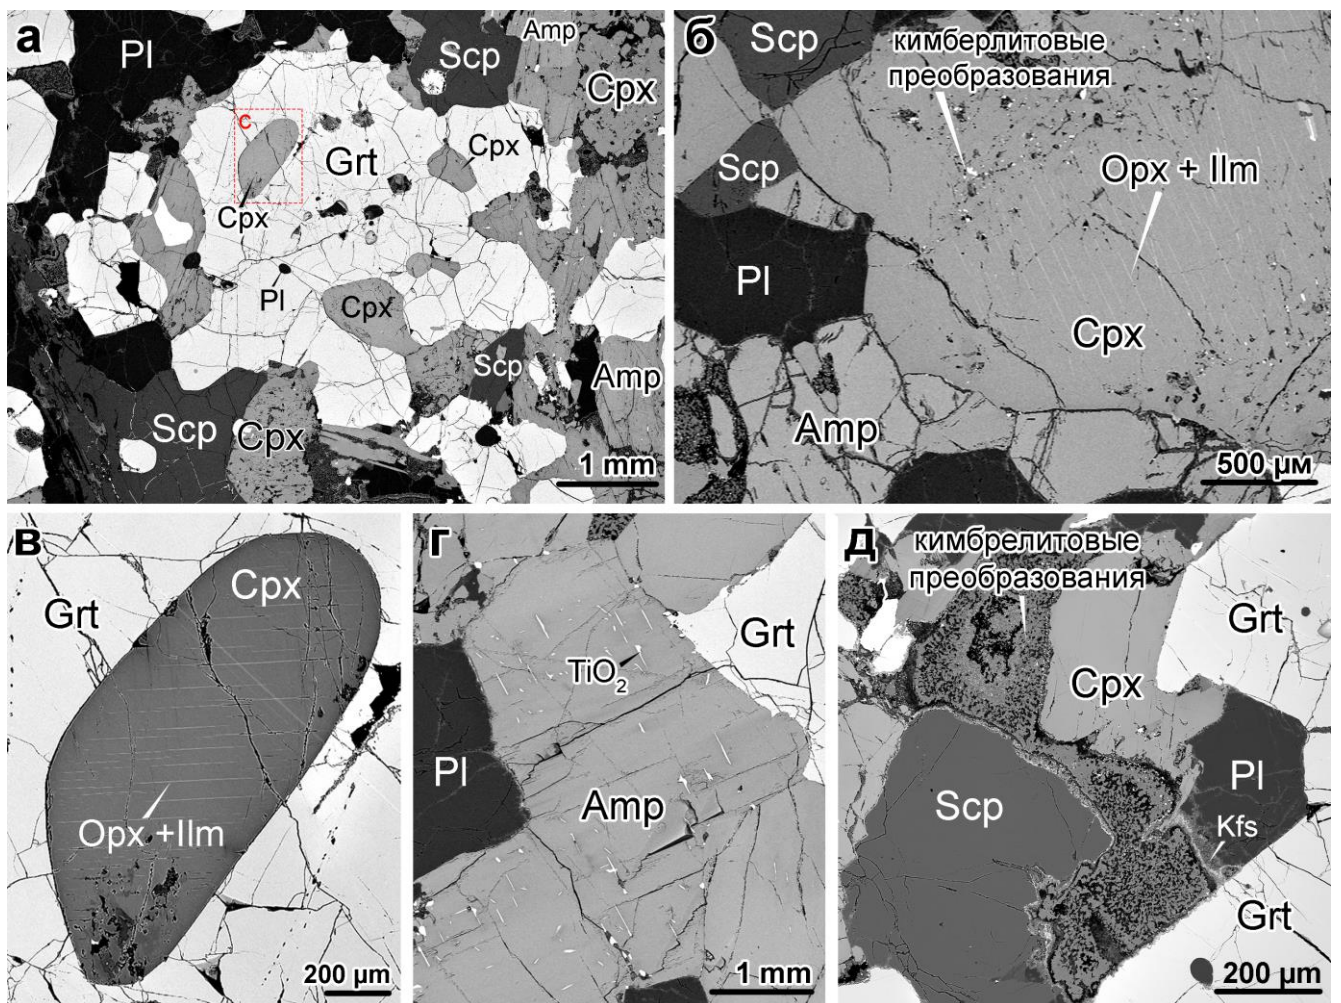 а
Pl
Scp
Amp
Cpx
c
Grt
Cpx
Cpx
Pl
Cpx
Scp
Amp
Scp
Cpx
1 mm
б
Scp
кимберлитовые
преобразования
Scp
Opx + Ilm
Pl
Cpx
Amp
500 µм
в
Cpx
Grt
Opx +Ilm
200 µm
г
Grt
TiO2
Pl
Amp
1 mm
д
кимбрелитовые
преобразования
Grt
Cpx
Scp
Pl
Kfs
Grt
200 µm